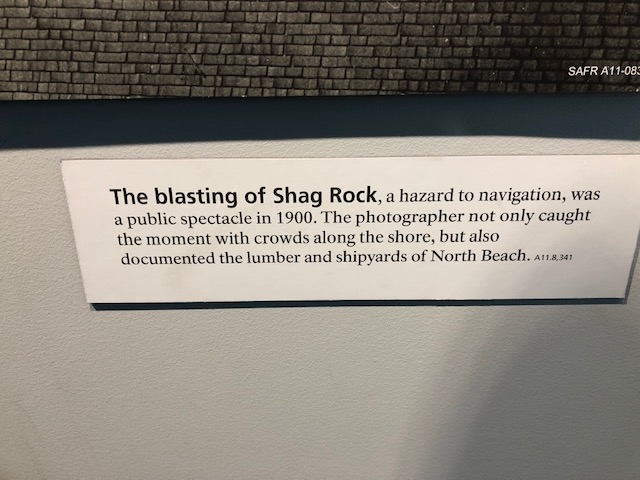 SAFR A11-083
The blasting of Shag Rock, a hazard to navigation, was
a public spectacle in 1900. The photographer not only caught
the moment with crowds along the shore, but also
documented the lumber and shipyards of North Beach. A11.8,341